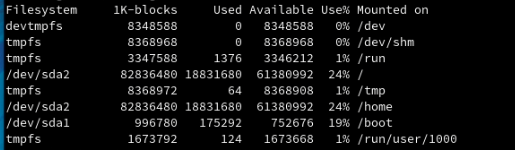 Filesystem 1K-blocks Used Available Use% Mounted on
devtmpfs 8348588 0 8348588 0% /dev
tmpfs 8368968 0 8368968 0% /dev/shm
tmpfs 3347588 1376 3346212 1% /run
/dev/sda2 82836480 18831680 61380992 24% /
tmpfs 8368972 64 8368908 1% /tmp
/dev/sda2 82836480 18831680 61380992 24% /home
/dev/sda1 996780 175292 752676 19% /boot
tmpfs 1673792 124 1673668 1% /run/user/1000